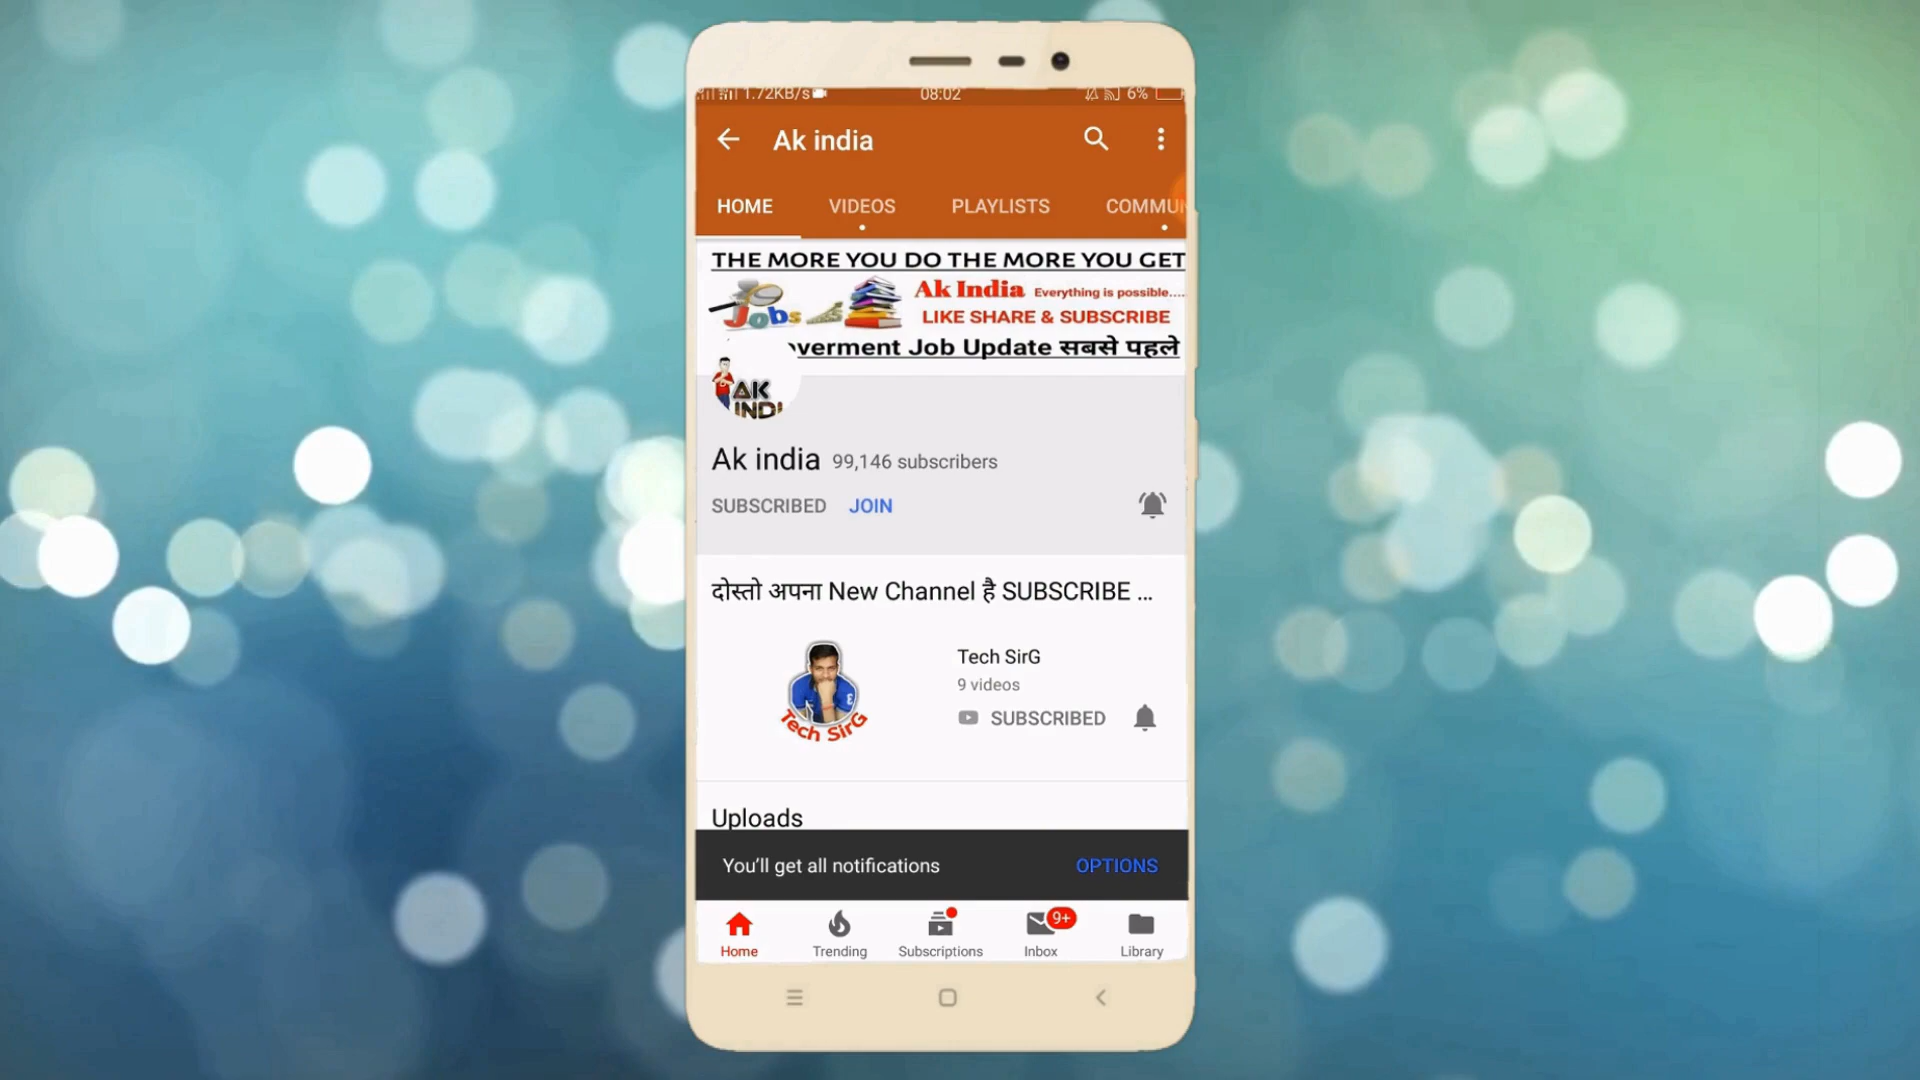 1.72KB/s 08:02 6%
Ak india
HOME VIDEOS PLAYLISTS COMMU
THE MORE YOU DO THE MORE YOU GET
Jobs Ak India Everything is possible....
LIKE SHARE & SUBSCRIBE
verment Job Update सबसे पहले
AK
INDI
Ak india 99,146 subscribers
SUBSCRIBED JOIN
दोस्तो अपना New Channel है SUBSCRIBE ...
Tech SirG
9 videos
SUBSCRIBED
Tech SirG
Uploads
You'll get all notifications OPTIONS
9+
Home Trending Subscriptions Inbox Library